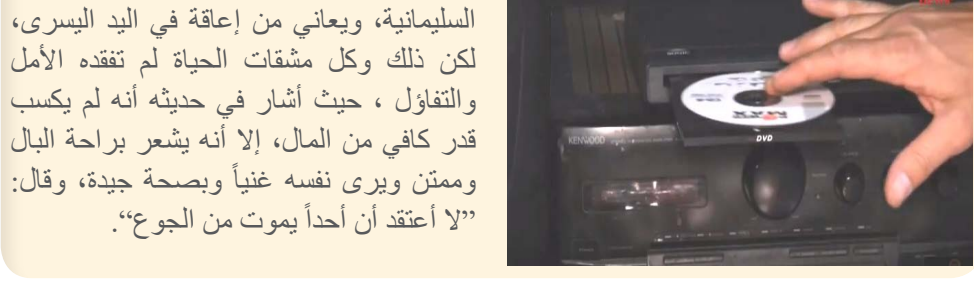 السليمانية، ويعاني من إعاقة في اليد اليسرى،
لكن ذلك وكل مشقات الحياة لم تفقده الأمل
والتفاؤل ، حيث أشار في حديثه أنه لم يكسب
قدر كافي من المال، إلا أنه يشعر براحة البال
وممتن ويرى نفسه غنياً وبصحة جيدة، وقال:
”لا أعتقد أن أحداً يموت من الجوع“.
MAX
DVD
KENWOOD